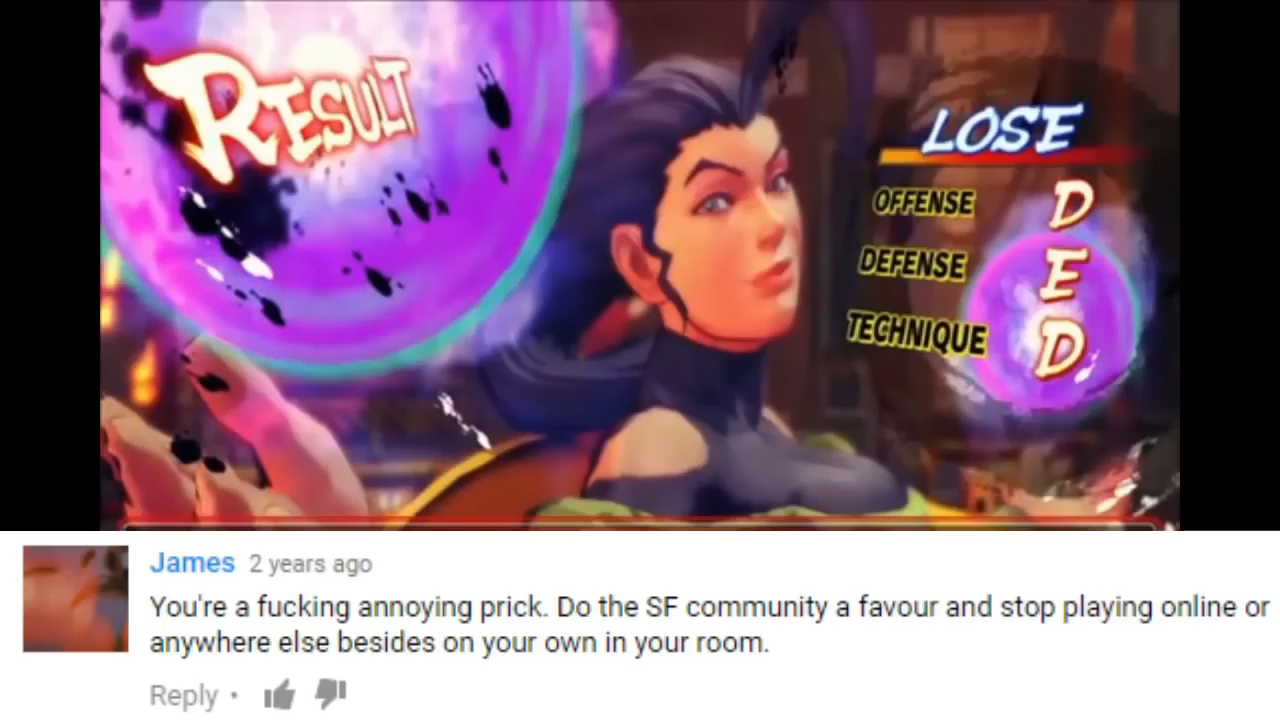 RESULT
LOSE
OFFENSE D
DEFENSE E
TECHNIQUE D
James 2 years ago
You're a fucking annoying prick. Do the SF community a favour and stop playing online or
anywhere else besides on your own in your room.
Reply •